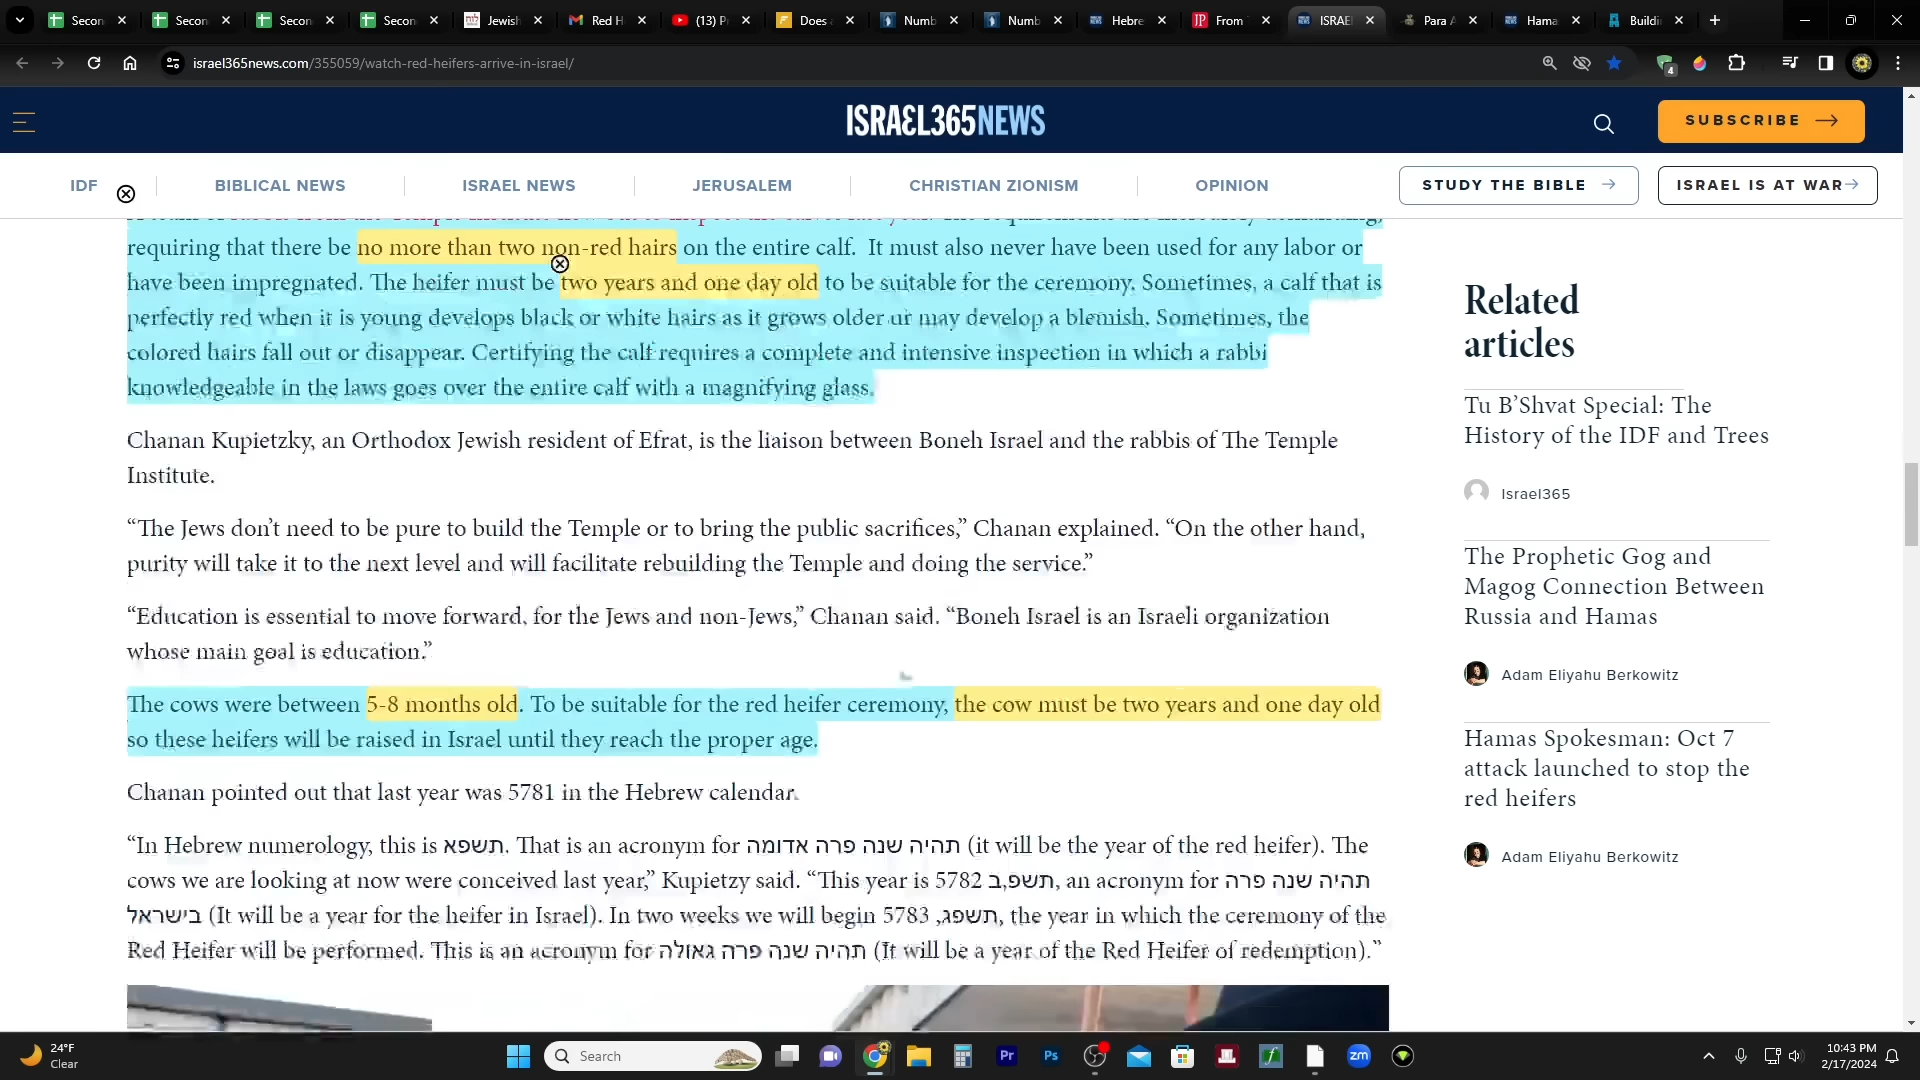 Secon
Secon
Secon
Secon
Jewish
Red H
(13) P
Does a
Numb
Numb
Hebre
From
ISRAE
Para A
Hama
Buildi
israel365news.com/355059/watch-red-heifers-arrive-in-israel/
4
ISRAEL365NEWS
SUBSCRIBE
IDF
BIBLICAL NEWS
ISRAEL NEWS
JERUSALEM
CHRISTIAN ZIONISM
OPINION
STUDY THE BIBLE
ISRAEL IS AT WAR
requiring that there be no more than two non-red hairs on the entire calf. It must also never have been used for any labor or
have been impregnated. The heifer must be two years and one day old to be suitable for the ceremony. Sometimes, a calf that is
perfectly red when it is young develops black or white hairs as it grows older or may develop a blemish. Sometimes, the
colored hairs fall out or disappear. Certifying the calf requires a complete and intensive inspection in which a rabbi
knowledgeable in the laws goes over the entire calf with a magnifying glass.
Chanan Kupietzky, an Orthodox Jewish resident of Efrat, is the liaison between Boneh Israel and the rabbis of The Temple
Institute.
“The Jews don’t need to be pure to build the Temple or to bring the public sacrifices,” Chanan explained. “On the other hand,
purity will take it to the next level and will facilitate rebuilding the Temple and doing the service.”
“Education is essential to move forward, for the Jews and non-Jews,” Chanan said. “Boneh Israel is an Israeli organization
whose main goal is education.”
The cows were between 5-8 months old. To be suitable for the red heifer ceremony, the cow must be two years and one day old
so these heifers will be raised in Israel until they reach the proper age.
Chanan pointed out that last year was 5781 in the Hebrew calendar.
“In Hebrew numerology, this is תשפא. That is an acronym for תהיה שנה פרה אדומה (it will be the year of the red heifer). The
cows we are looking at now were conceived last year,” Kupietzy said. “This year is 5782 תשפ,ב, an acronym for תהיה שנה פרה
בישראל (It will be a year for the heifer in Israel). In two weeks we will begin 5783 ,תשפג, the year in which the ceremony of the
Red Heifer will be performed. This is an acronym for תהיה שנה פרה גאולה (It will be a year of the Red Heifer of redemption).”
Related
articles
Tu B’Shvat Special: The
History of the IDF and Trees
Israel365
The Prophetic Gog and
Magog Connection Between
Russia and Hamas
Adam Eliyahu Berkowitz
Hamas Spokesman: Oct 7
attack launched to stop the
red heifers
Adam Eliyahu Berkowitz
24°F
Clear
Search
Pr
Ps
zm
10:43 PM
2/17/2024